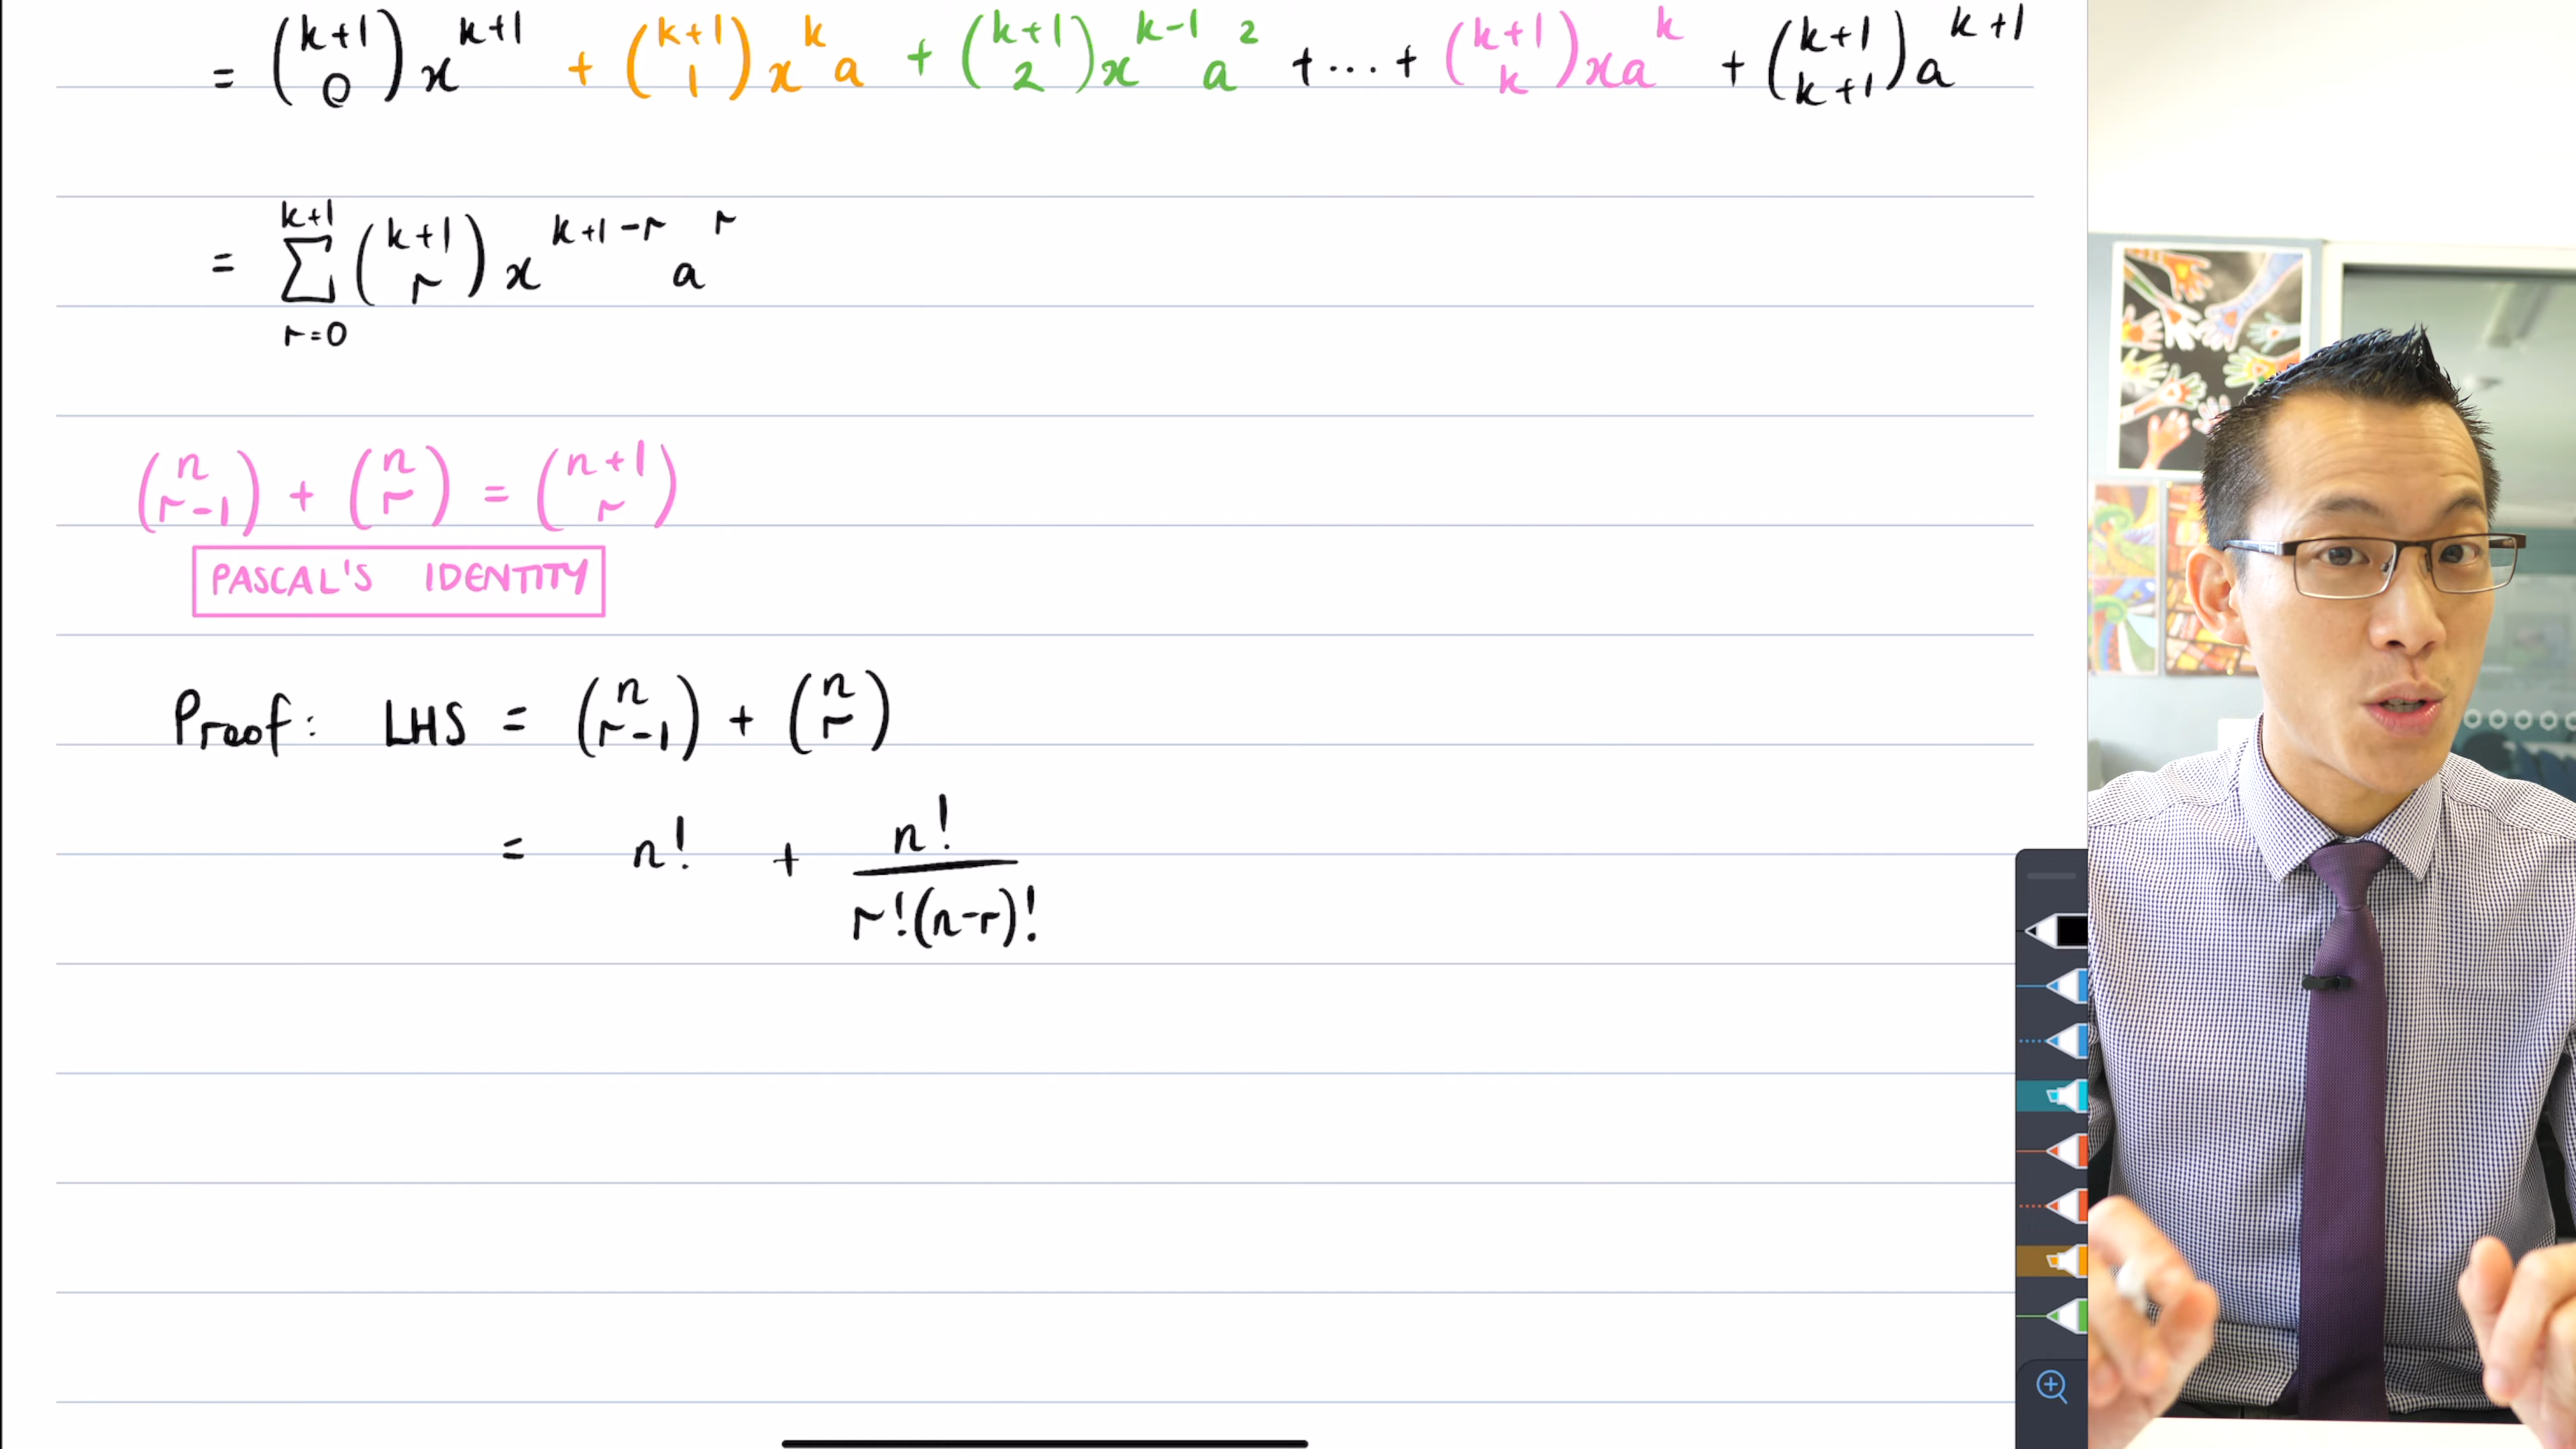 = (k+1 0) x^{k+1} + (k+1 1) x^k a + (k+1 2) x^{k-1} a^2 + ... + (k+1 k) x a^k + (k+1 k+1) a^{k+1}
= ∑_{r=0}^{k+1} (k+1 r) x^{k+1-r} a^r
(n r-1) + (n r) = (n+1 r)
PASCAL'S IDENTITY
Proof: LHS = (n r-1) + (n r)
= n! + n!/r!(n-r)!